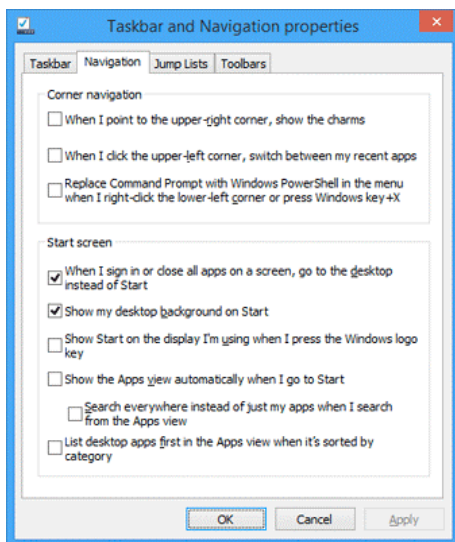 Taskbar and Navigation properties
Taskbar Navigation Jump Lists Toolbars
Corner navigation
When I point to the upper-right corner, show the charms
When I click the upper-left corner, switch between my recent apps
Replace Command Prompt with Windows PowerShell in the menu
when I right-click the lower-left corner or press Windows key+X
Start screen
When I sign in or close all apps on a screen, go to the desktop
instead of Start
Show my desktop background on Start
Show Start on the display I'm using when I press the Windows logo
key
Show the Apps view automatically when I go to Start
Search everywhere instead of just my apps when I search
from the Apps view
List desktop apps first in the Apps view when it's sorted by
category
OK Cancel Apply